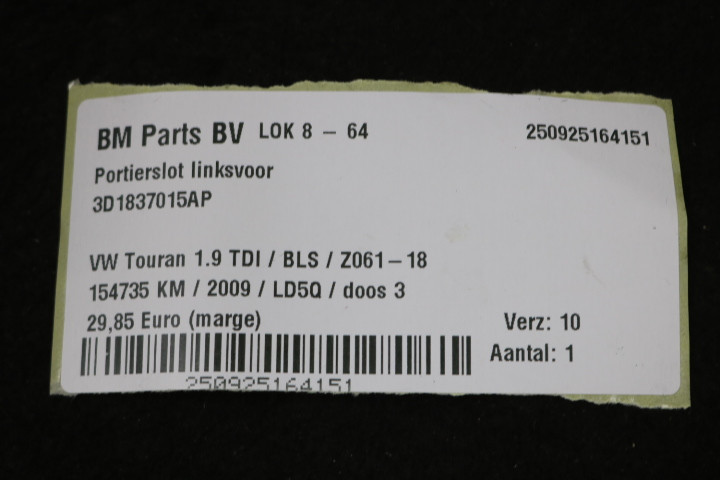 BM Parts BV LOK 8 – 64 250925164151
Portierslot linksvoor
3D1837015AP
VW Touran 1.9 TDI / BLS / Z061–18
154735 KM / 2009 / LD5Q / doos 3
29,85 Euro (marge) Verz: 10
Aantal: 1
250925164151